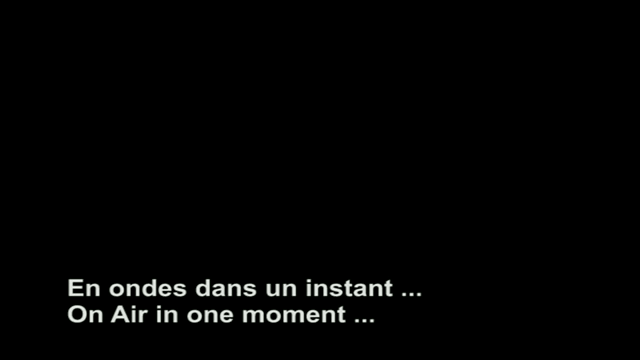 En ondes dans un instant ...
On Air in one moment ...